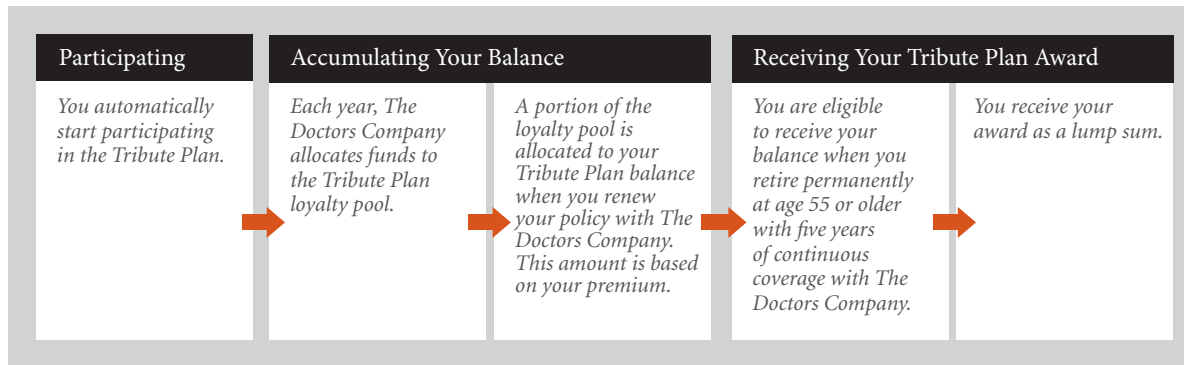 Participating
You automatically
start participating
in the Tribute Plan.
Accumulating Your Balance
Each year, The
Doctors Company
allocates funds to
the Tribute Plan
loyalty pool.
A portion of the
loyalty pool is
allocated to your
Tribute Plan balance
when you renew
your policy with The
Doctors Company.
This amount is based
on your premium.
Receiving Your Tribute Plan Award
You are eligible
to receive your
balance when you
retire permanently
at age 55 or older
with five years
of continuous
coverage with The
Doctors Company.
You receive your
award as a lump sum.